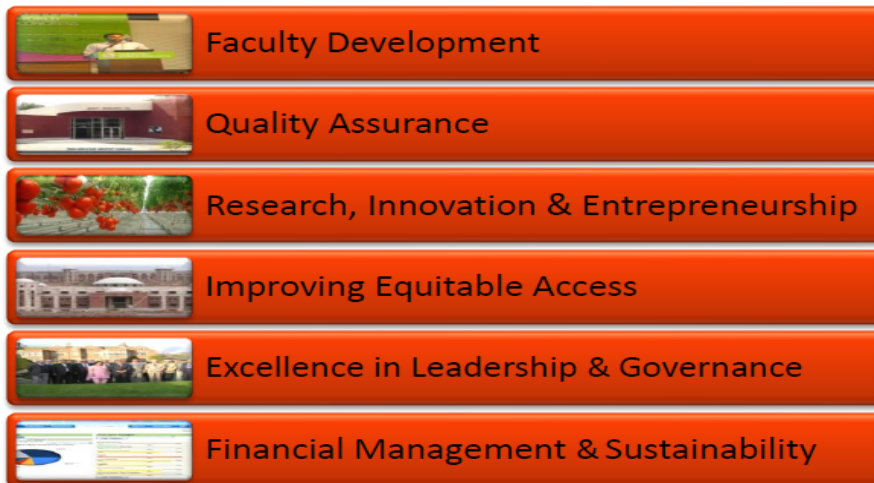 Faculty Development
Quality Assurance
Research, Innovation & Entrepreneurship
Improving Equitable Access
Excellence in Leadership & Governance
Financial Management & Sustainability